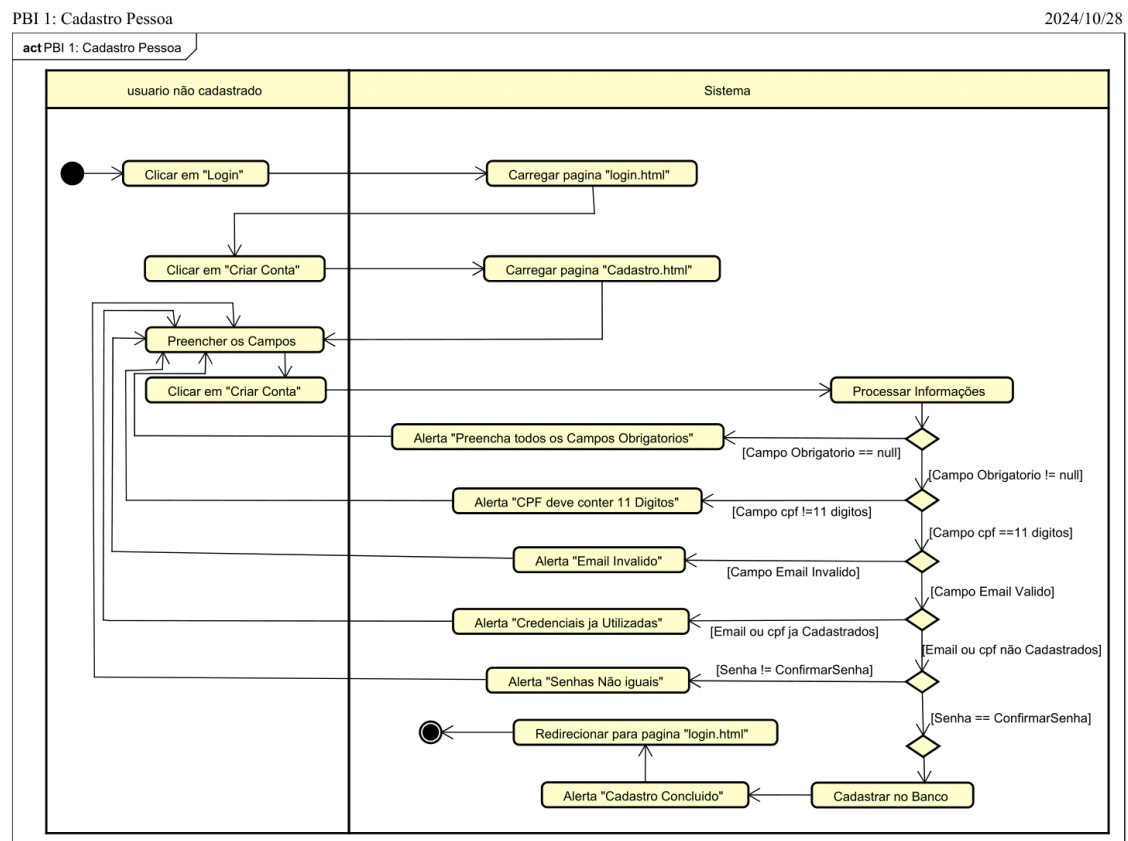 PBI 1: Cadastro Pessoa
2024/10/28
act PBI 1: Cadastro Pessoa
usuario não cadastrado
Sistema
Clicar em "Login"
Carregar pagina "login.html"
Clicar em "Criar Conta"
Carregar pagina "Cadastro.html"
Preencher os Campos
Clicar em "Criar Conta"
Processar Informações
Alerta "Preencha todos os Campos Obrigatorios"
[Campo Obrigatorio == null]
[Campo Obrigatorio != null]
Alerta "CPF deve conter 11 Digitos"
[Campo cpf !=11 digitos]
[Campo cpf ==11 digitos]
Alerta "Email Invalido"
[Campo Email Invalido]
[Campo Email Valido]
Alerta "Credenciais ja Utilizadas"
[Email ou cpf ja Cadastrados]
[Email ou cpf não Cadastrados]
Alerta "Senhas Não iguais"
[Senha != ConfirmarSenha]
[Senha == ConfirmarSenha]
Redirecionar para pagina "login.html"
Alerta "Cadastro Concluido"
Cadastrar no Banco